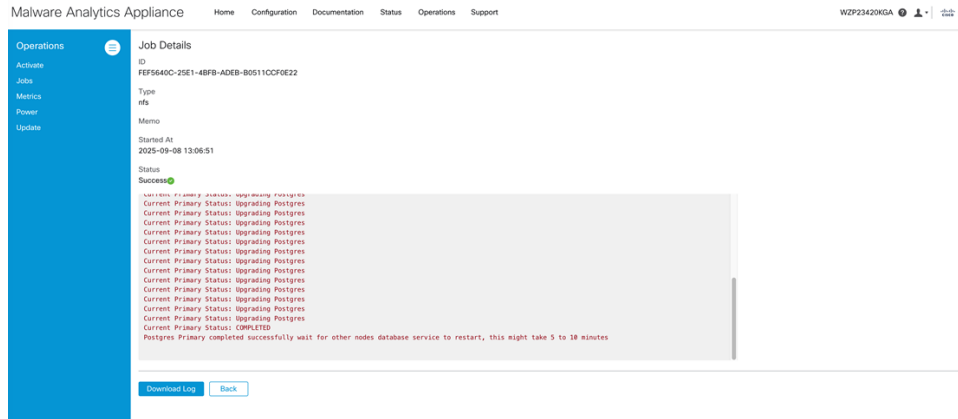 Malware Analytics Appliance
Home Configuration Documentation Status Operations Support
WZP23420KGA
Operations
Activate
Jobs
Metrics
Power
Update
Job Details
ID
FEF5640C-25E1-4BFB-ADEB-B0511CCF0E22
Type
nfs
Memo
Started At
2025-09-08 13:06:51
Status
Success
Current Primary Status: Upgrading Postgres
Current Primary Status: Upgrading Postgres
Current Primary Status: Upgrading Postgres
Current Primary Status: Upgrading Postgres
Current Primary Status: Upgrading Postgres
Current Primary Status: Upgrading Postgres
Current Primary Status: Upgrading Postgres
Current Primary Status: Upgrading Postgres
Current Primary Status: Upgrading Postgres
Current Primary Status: Upgrading Postgres
Current Primary Status: Upgrading Postgres
Current Primary Status: Upgrading Postgres
Current Primary Status: Upgrading Postgres
Current Primary Status: Upgrading Postgres
Current Primary Status: COMPLETED
Postgres Primary completed successfully wait for other nodes database service to restart, this might take 5 to 10 minutes
Download Log
Back